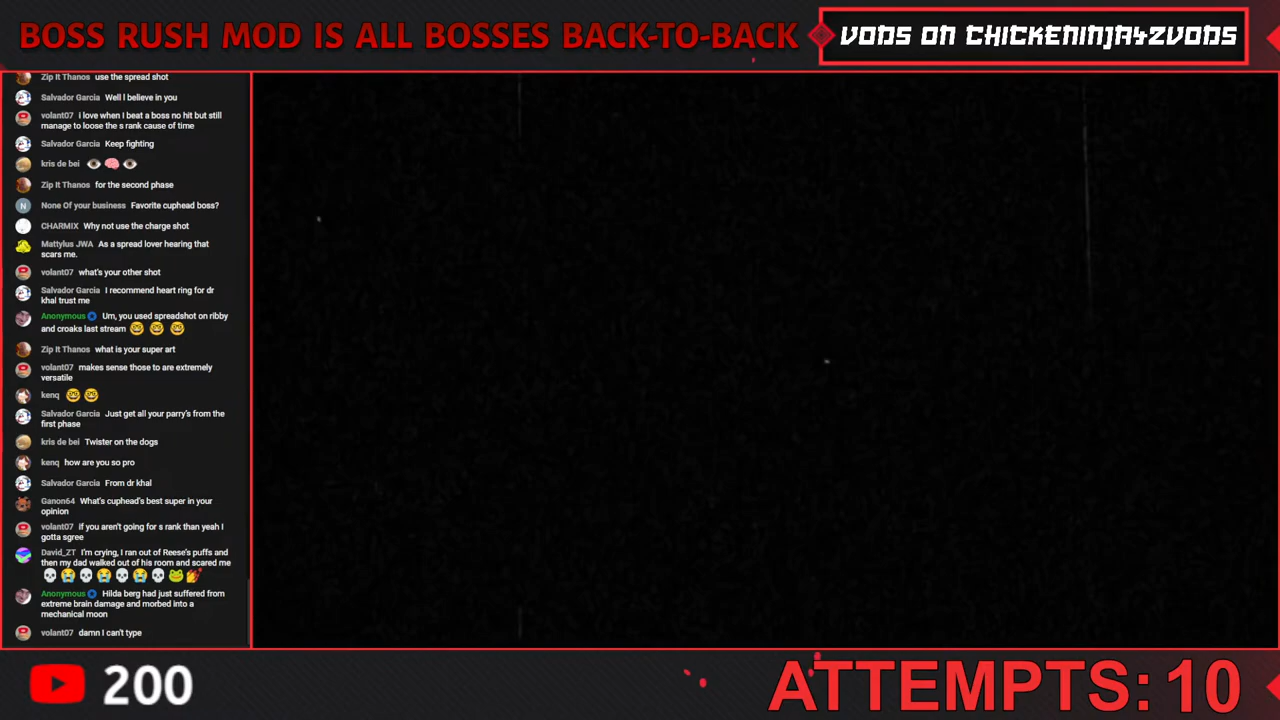 BOSS RUSH MOD IS ALL BOSSES BACK-TO-BACK
VODS ON CHICKENINJA42VODS
Zip It Thanos use the spread shot
Salvador Garcia Well I believe in you
volant07 i love when I beat a boss no hit but still
manage to loose the s rank cause of time
Salvador Garcia Keep fighting
kris de bei 👁️🧠👁️
Zip It Thanos for the second phase
N None Of your business Favorite cuphead boss?
CHARMIX Why not use the charge shot
Mattylus JWA As a spread lover hearing that
scars me.
volant07 what's your other shot
Salvador Garcia I recommend heart ring for dr
khal trust me
Anonymous Um, you used spreadshot on ribby
and croaks last stream 🤓 🤓 🤓
Zip It Thanos what is your super art
volant07 makes sense those to are extremely
versatile
kenq 🤓 🤓
Salvador Garcia Just get all your parry's from the
first phase
kris de bei Twister on the dogs
kenq how are you so pro
Salvador Garcia From dr khal
Ganon64 What's cuphead's best super in your
opinion
volant07 if you aren't going for s rank than yeah I
gotta sgree
David_ZT I'm crying, I ran out of Reese's puffs and
then my dad walked out of his room and scared me
💀😭💀😭💀😭💀🐸💅
Anonymous Hilda berg had just suffered from
extreme brain damage and morbed into a
mechanical moon
volant07 damn I can't type
200
ATTEMPTS: 10